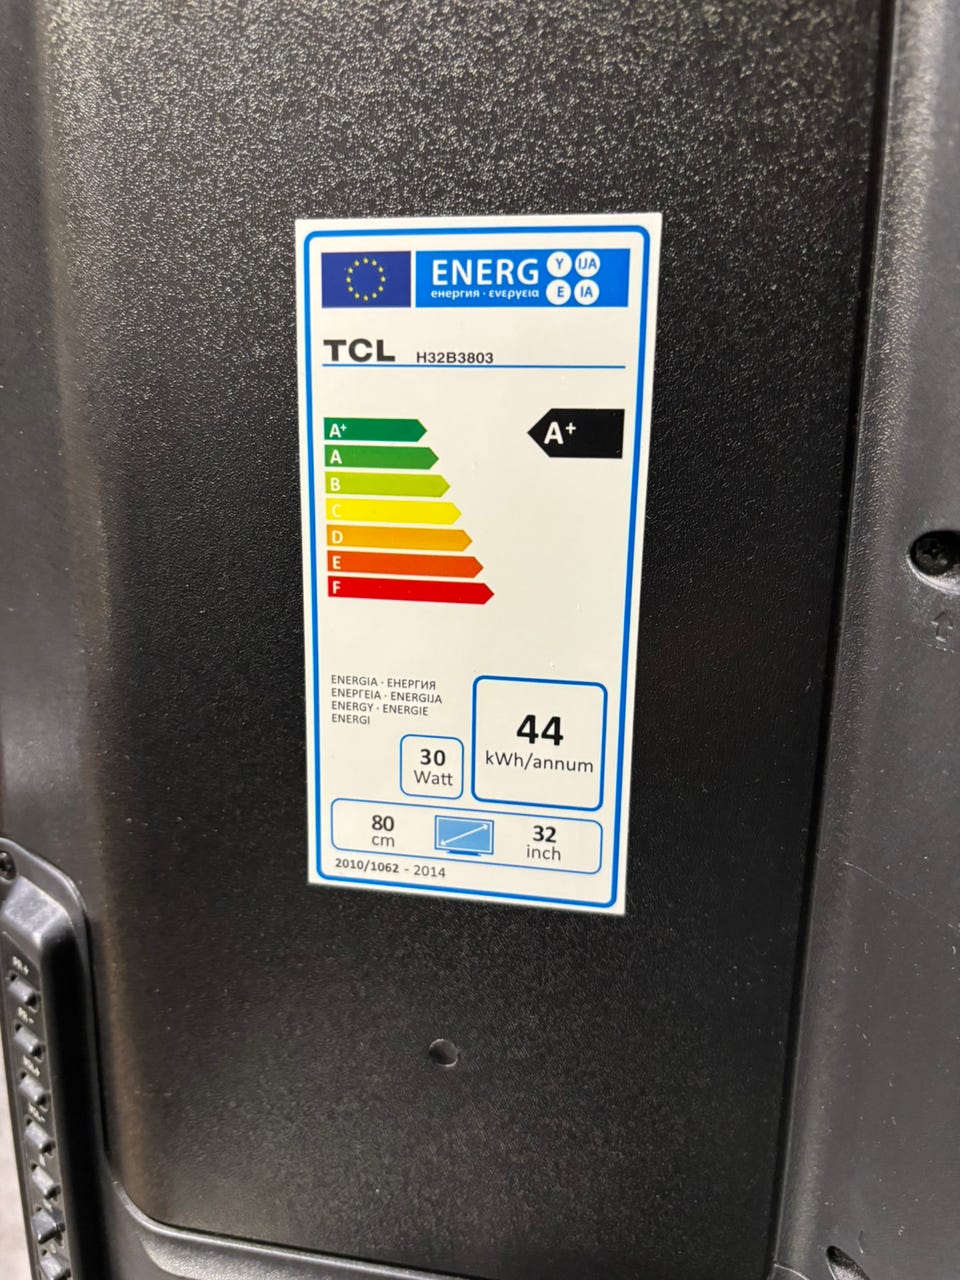 ENERG Y IJA
енергия · ενεργεια E IA
TCL H32B3803
A+
A+
A
B
C
D
E
F
ENERGIA · ЕНЕРГИЯ
ΕΝΕΡΓΕΙΑ · ENERGIJA
ENERGY · ENERGIE
ENERGI
44
kWh/annum
30
Watt
80
cm
32
inch
2010/1062 - 2014